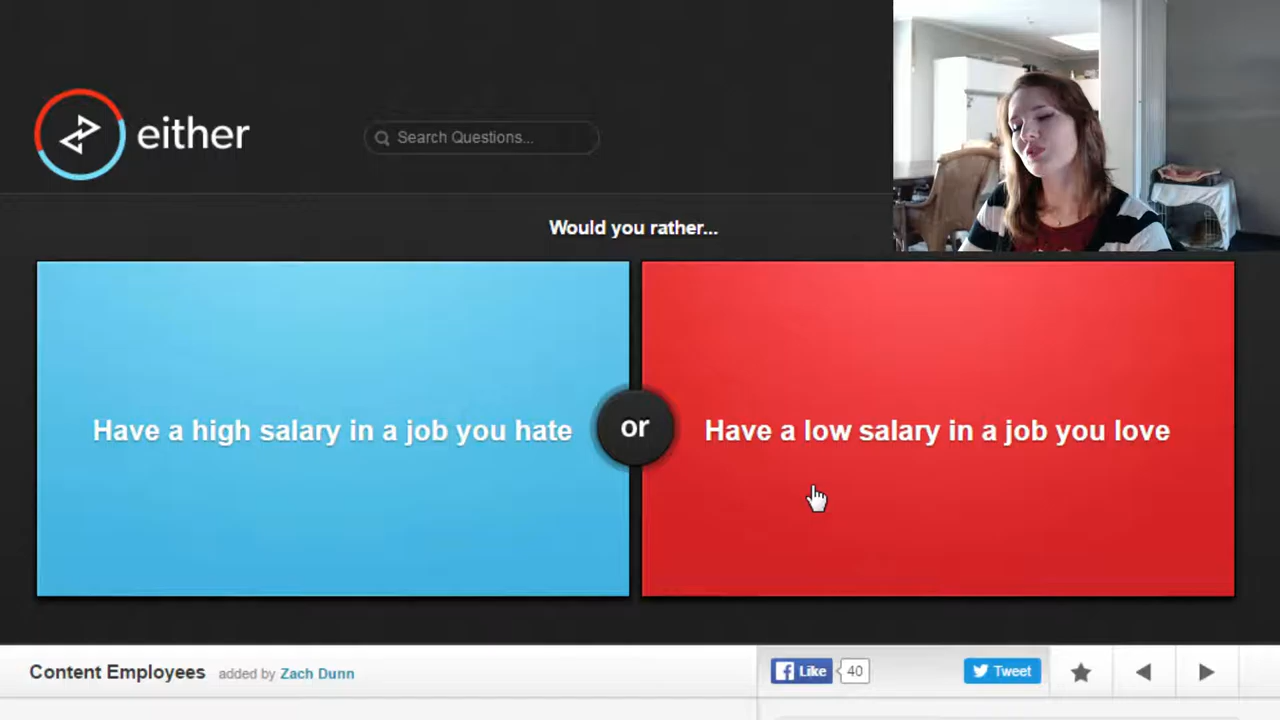 either
Search Questions...
Would you rather...
Have a high salary in a job you hate
or
Have a low salary in a job you love
Content Employees added by Zach Dunn
Like 40
Tweet